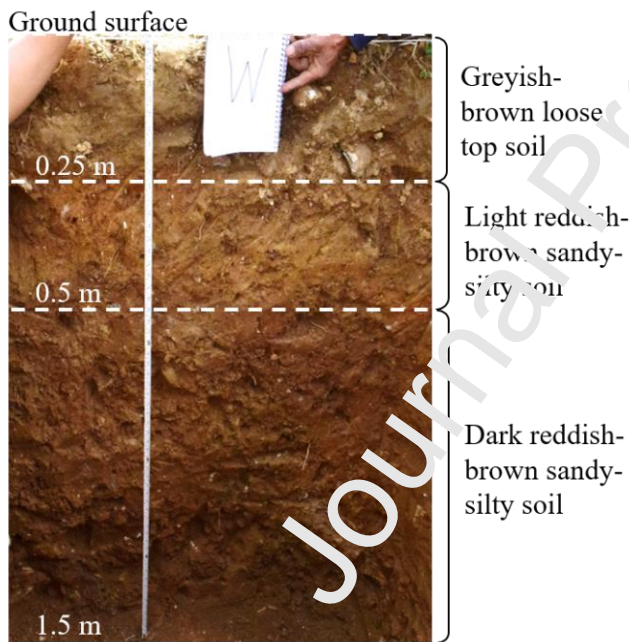 Ground surface
W
Greyish-
brown loose
top soil
0.25 m
Light reddish-
brown sandy-
silty soil
0.5 m
Dark reddish-
brown sandy-
silty soil
1.5 m
Journal Pr